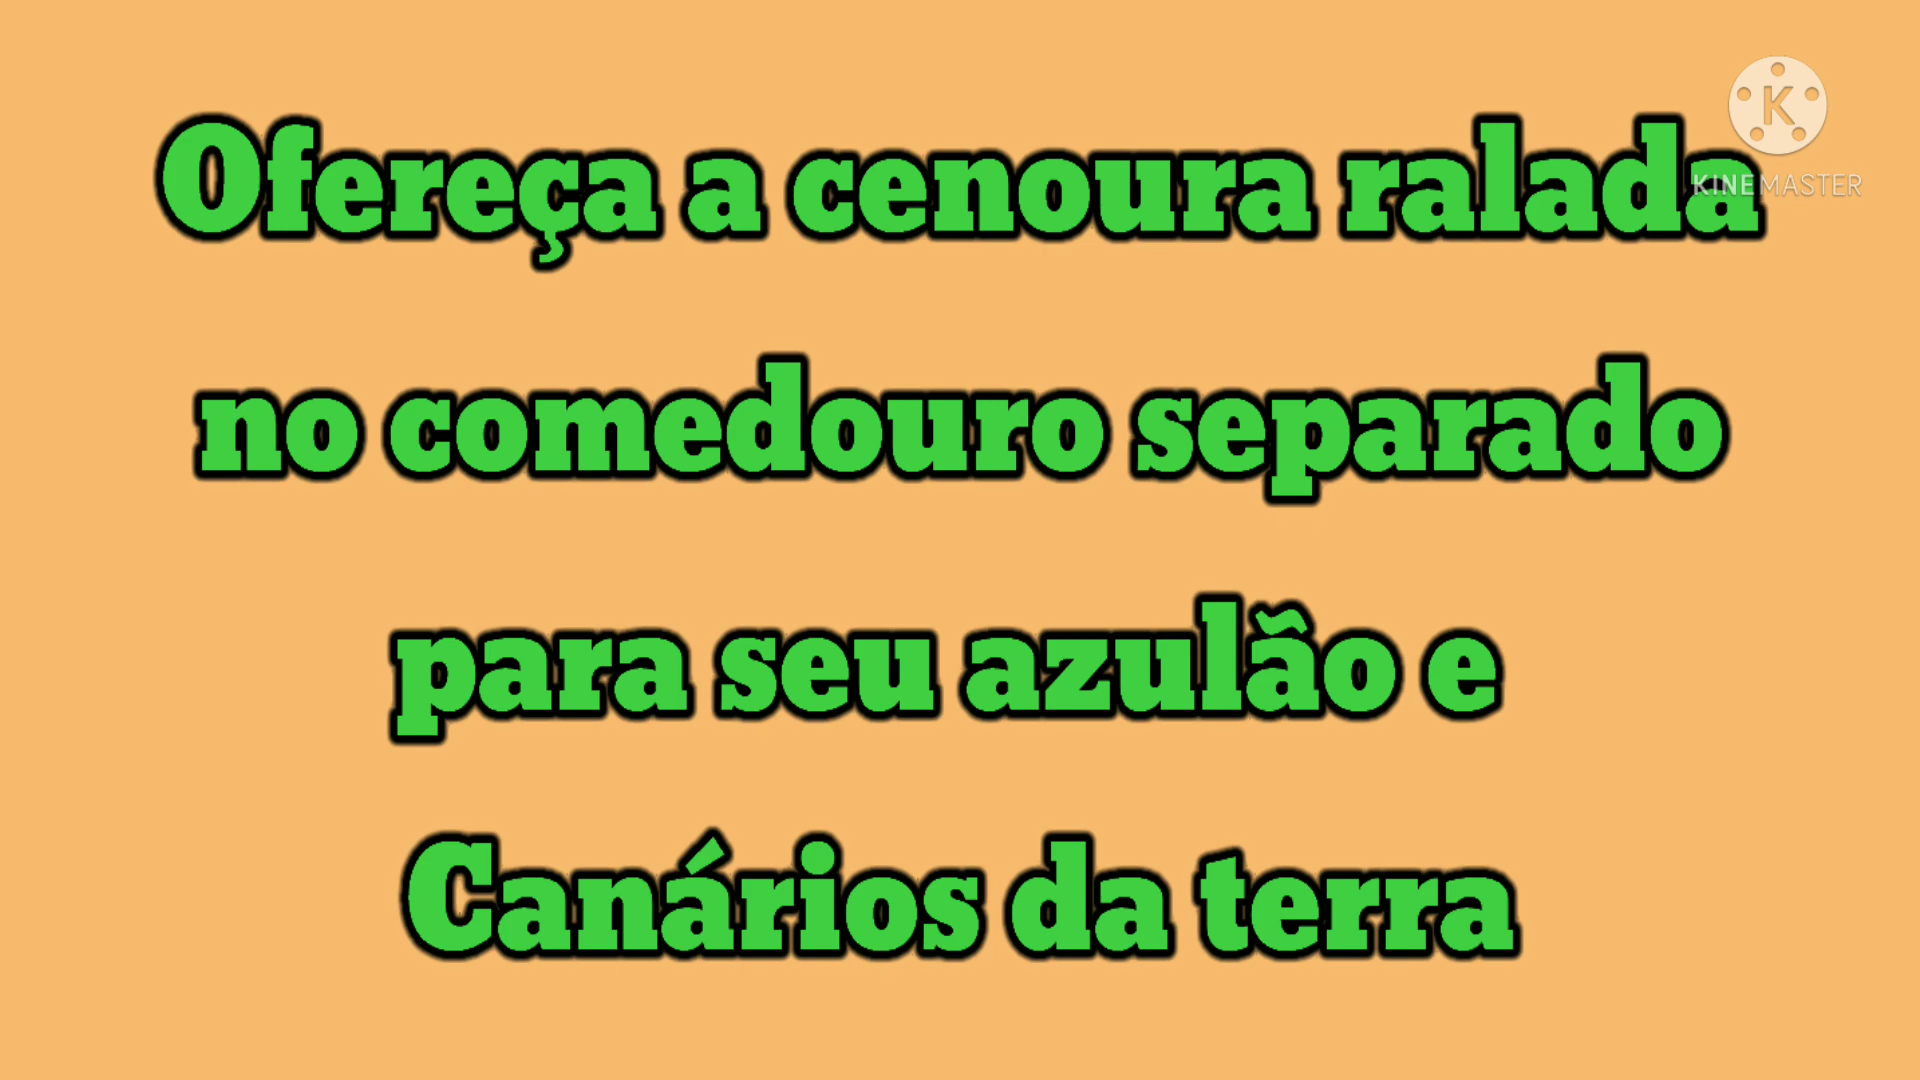 Ofereça a cenoura ralada
no comedouro separado
para seu azulão e
Canários da terra
K
KINEMASTER